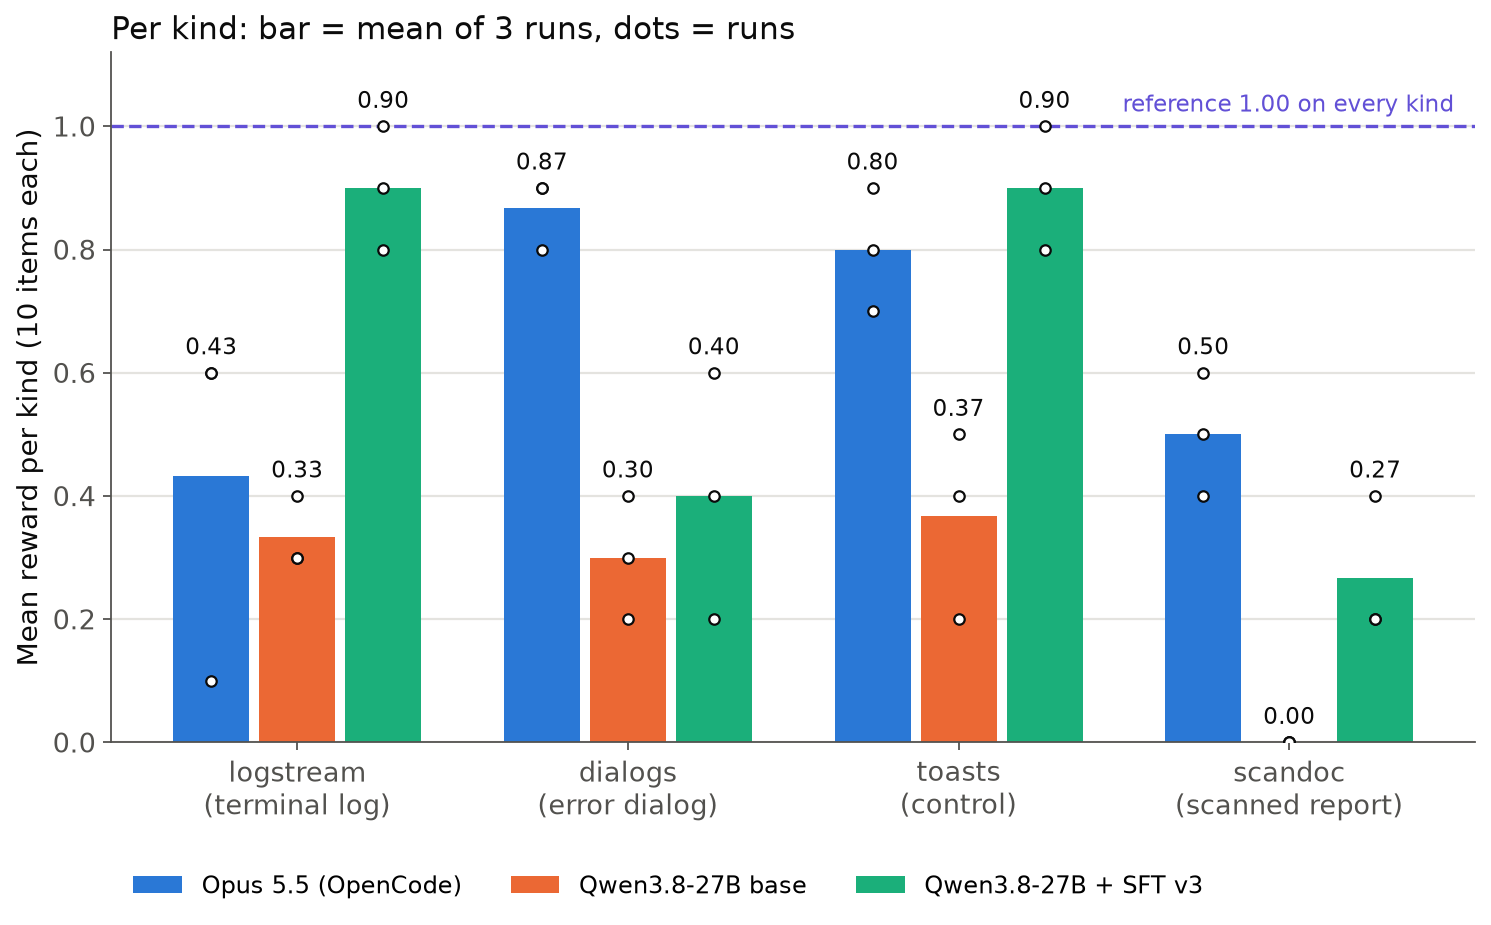 Per kind: bar = mean of 3 runs, dots = runs
Mean reward per kind (10 items each)
reference 1.00 on every kind
1.0
0.8
0.6
0.4
0.2
0.0
0.43
0.33
0.90
0.87
0.30
0.40
0.80
0.37
0.90
0.50
0.00
0.27
logstream
(terminal log)
dialogs
(error dialog)
toasts
(control)
scandoc
(scanned report)
Opus 5.5 (OpenCode)
Qwen3.8-27B base
Qwen3.8-27B + SFT v3